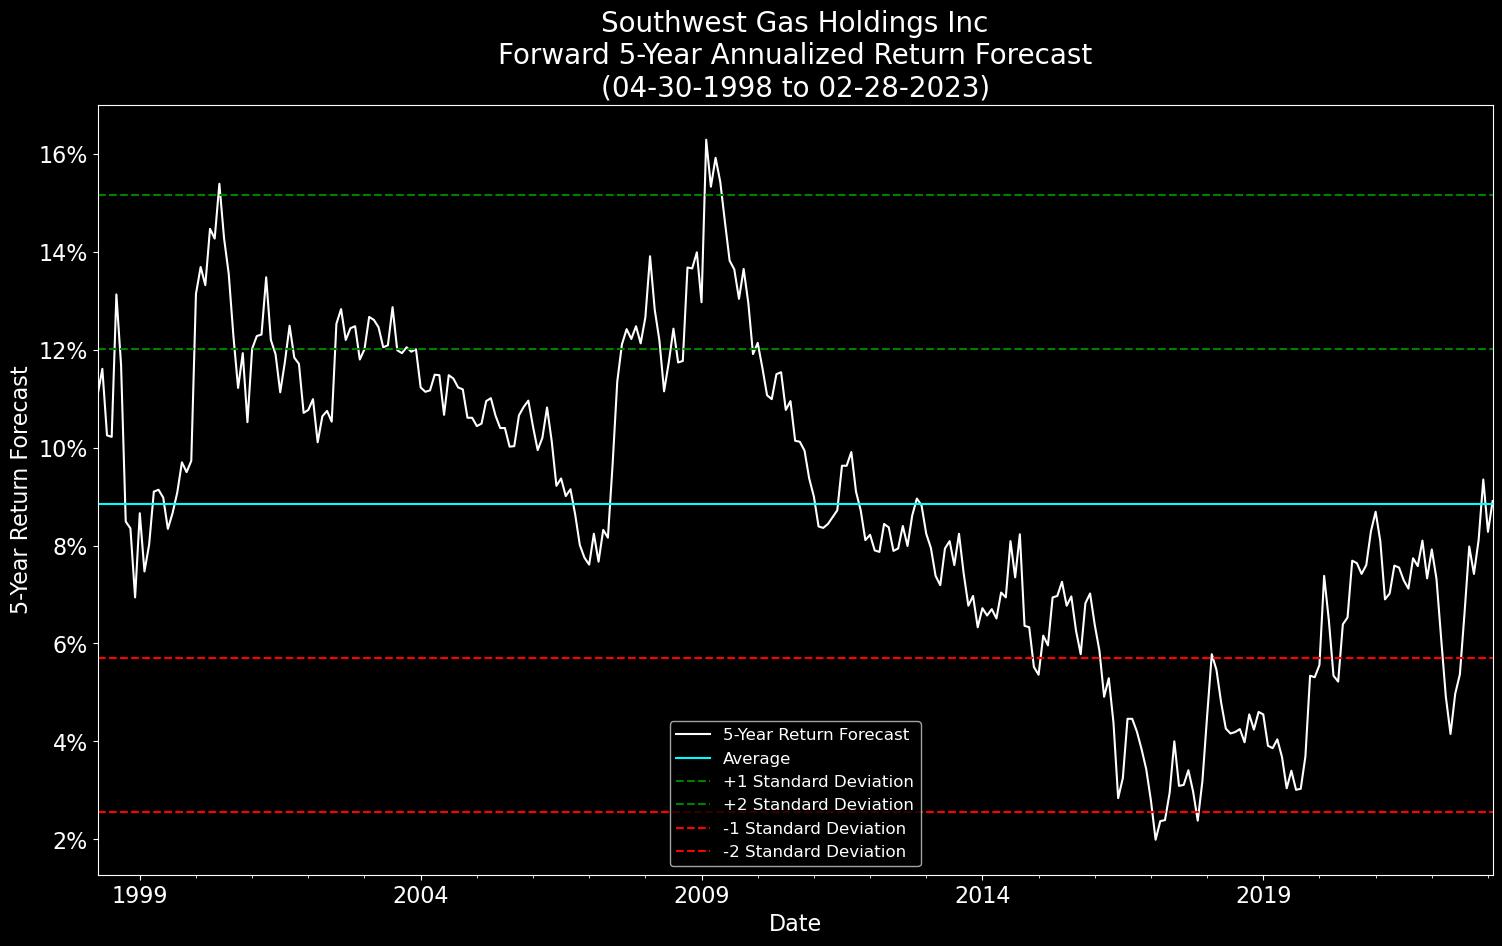 Southwest Gas Holdings Inc
Forward 5-Year Annualized Return Forecast
(04-30-1998 to 02-28-2023)
5-Year Return Forecast
16%
14%
12%
10%
8%
6%
4%
2%
5-Year Return Forecast
Average
+1 Standard Deviation
+2 Standard Deviation
-1 Standard Deviation
-2 Standard Deviation
1999 2004 2009 2014 2019
Date